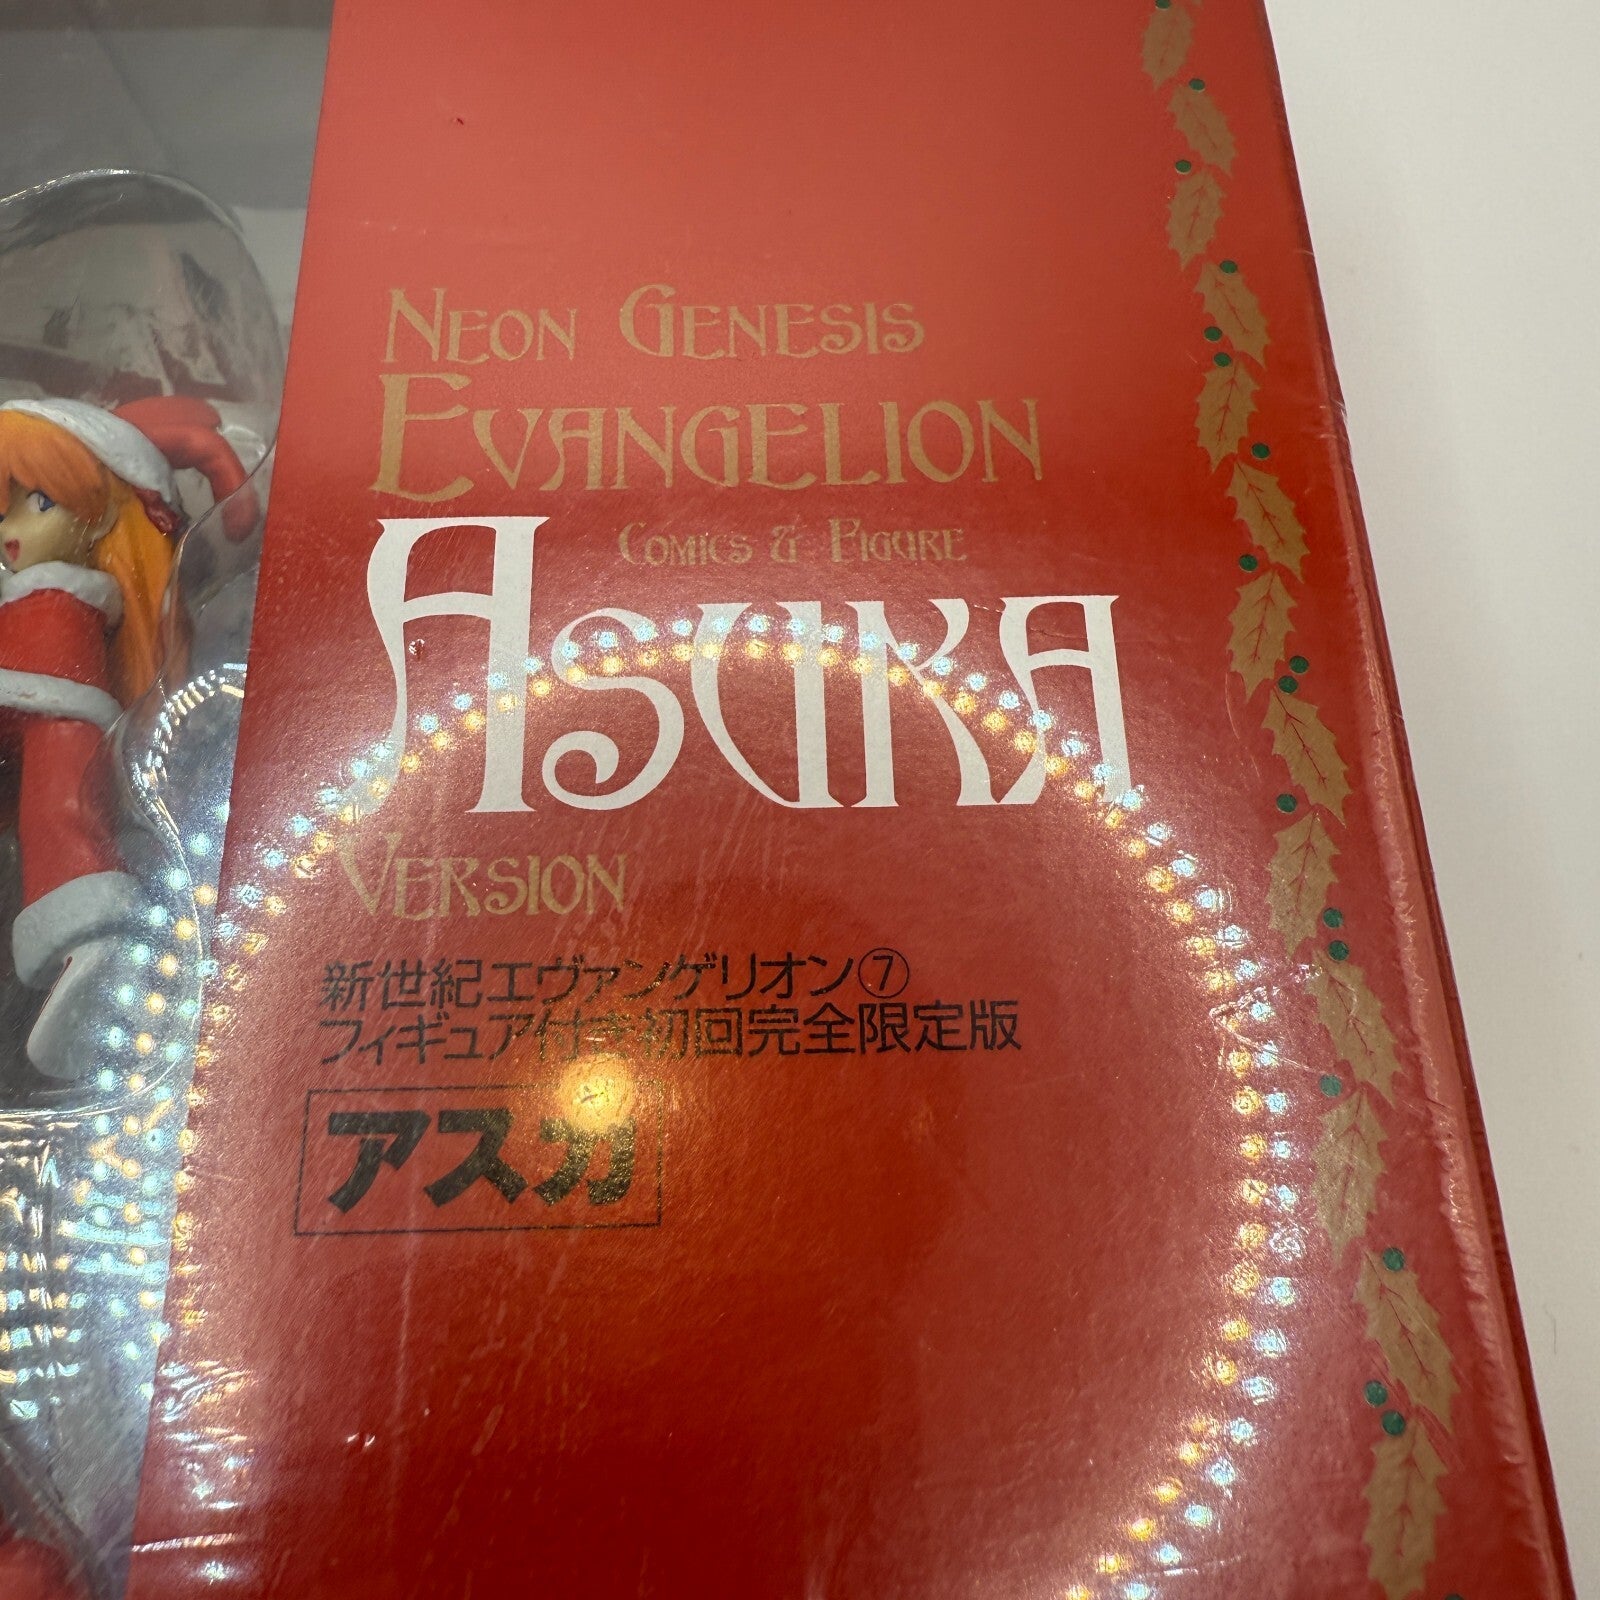 NEON GENESIS
EVANGELION
COMICS & FIGURE
ASUKA
VERSION
新世紀エヴァンゲリオン⑦
フィギュア付き初回完全限定版
アスカ